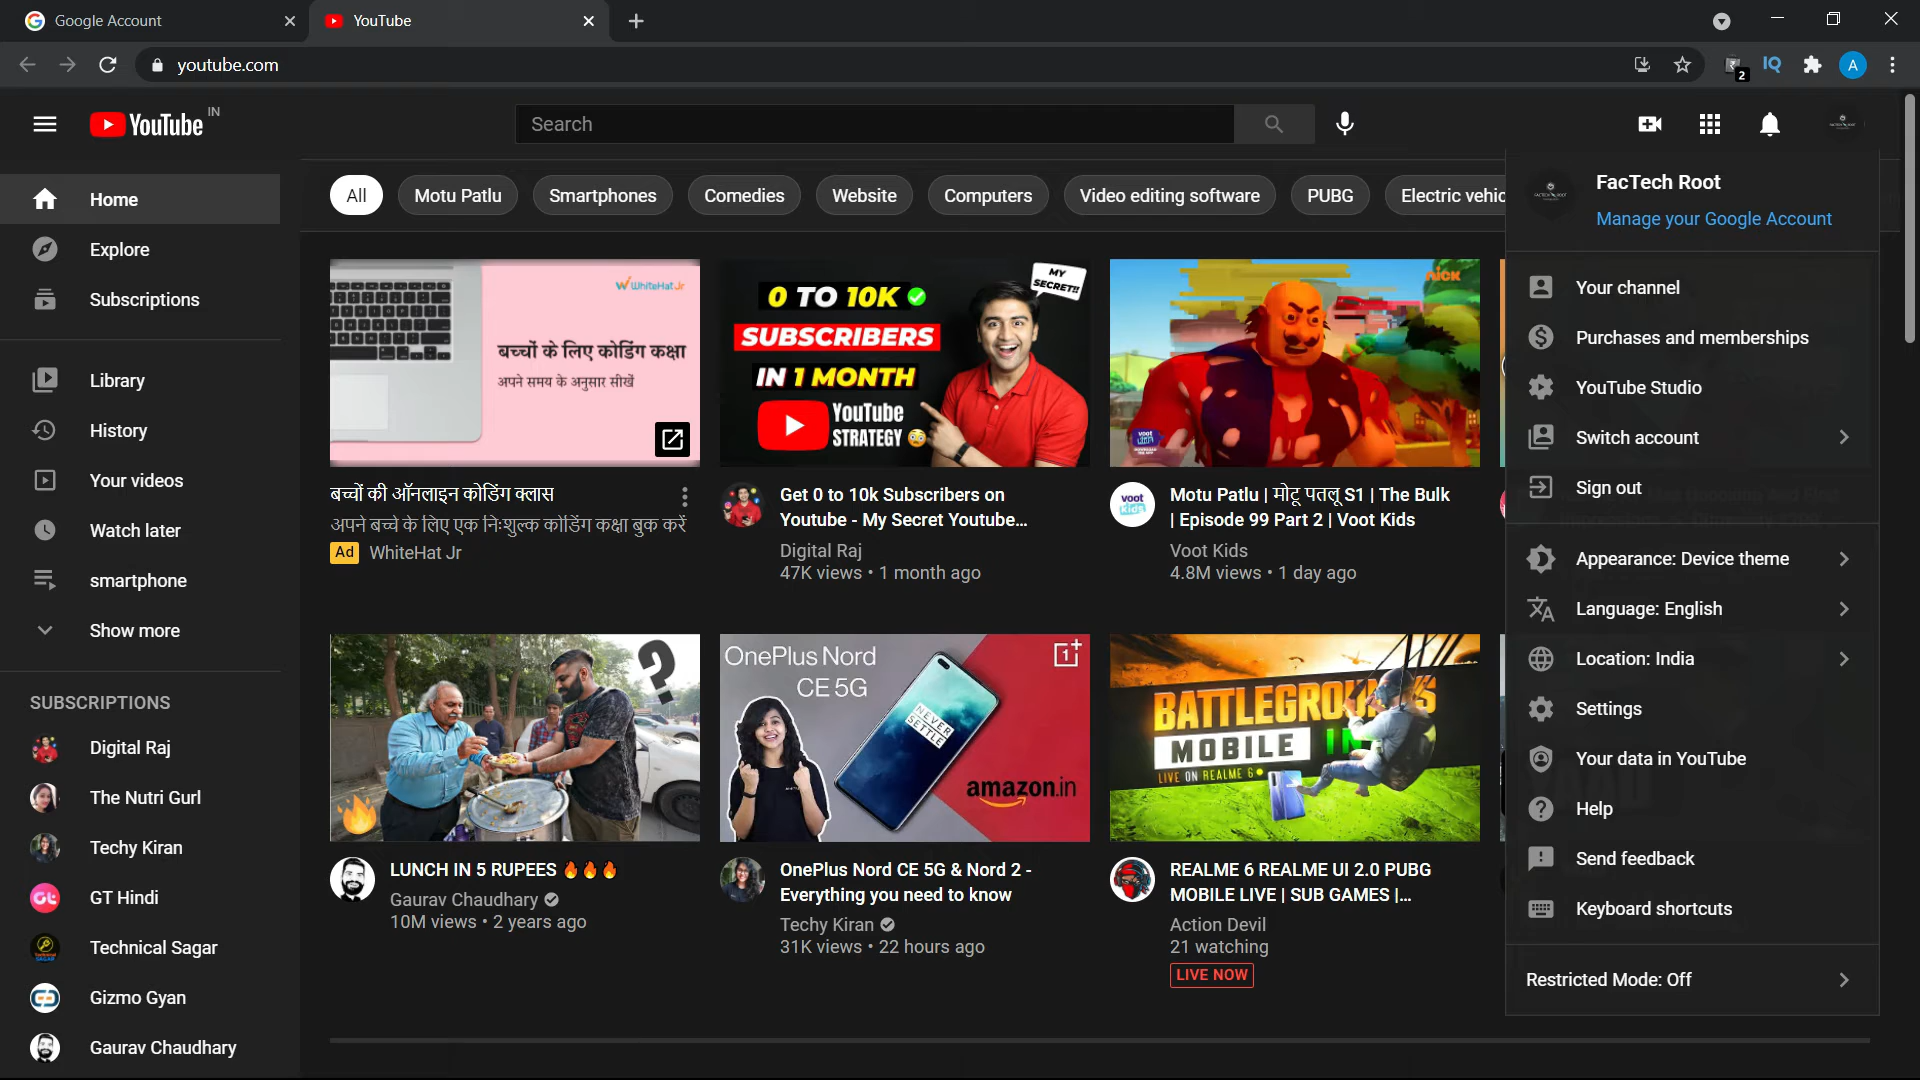 Google Account
YouTube
youtube.com
2
IQ
A
YouTube IN
Search
Home
Explore
Subscriptions
Library
History
Your videos
Watch later
smartphone
Show more
SUBSCRIPTIONS
Digital Raj
The Nutri Gurl
Techy Kiran
GT Hindi
Technical Sagar
Gizmo Gyan
Gaurav Chaudhary
All
Motu Patlu
Smartphones
Comedies
Website
Computers
Video editing software
PUBG
Electric vehic
WhiteHat Jr
बच्चों के लिए कोडिंग कक्षा
अपने समय के अनुसार सीखें
बच्चों की ऑनलाइन कोडिंग क्लास
अपने बच्चे के लिए एक निःशुल्क कोडिंग कक्षा बुक करें
Ad WhiteHat Jr
MY
SECRET!!
0 TO 10K
SUBSCRIBERS
IN 1 MONTH
YouTube
STRATEGY
Get 0 to 10k Subscribers on
Youtube - My Secret Youtube...
Digital Raj
47K views • 1 month ago
nick
voot
kids
Motu Patlu | मोटू पतलू S1 | The Bulk
| Episode 99 Part 2 | Voot Kids
Voot Kids
4.8M views • 1 day ago
?
LUNCH IN 5 RUPEES 🔥🔥🔥
Gaurav Chaudhary
10M views • 2 years ago
OnePlus Nord
CE 5G
NEVER
SETTLE
amazon.in
OnePlus Nord CE 5G & Nord 2 -
Everything you need to know
Techy Kiran
31K views • 22 hours ago
MOBILE
LIVE ON REALME 6
REALME 6 REALME UI 2.0 PUBG
MOBILE LIVE | SUB GAMES |...
Action Devil
21 watching
LIVE NOW
FacTech Root
Manage your Google Account
Your channel
Purchases and memberships
YouTube Studio
Switch account
Sign out
Appearance: Device theme
Language: English
Location: India
Settings
Your data in YouTube
Help
Send feedback
Keyboard shortcuts
Restricted Mode: Off